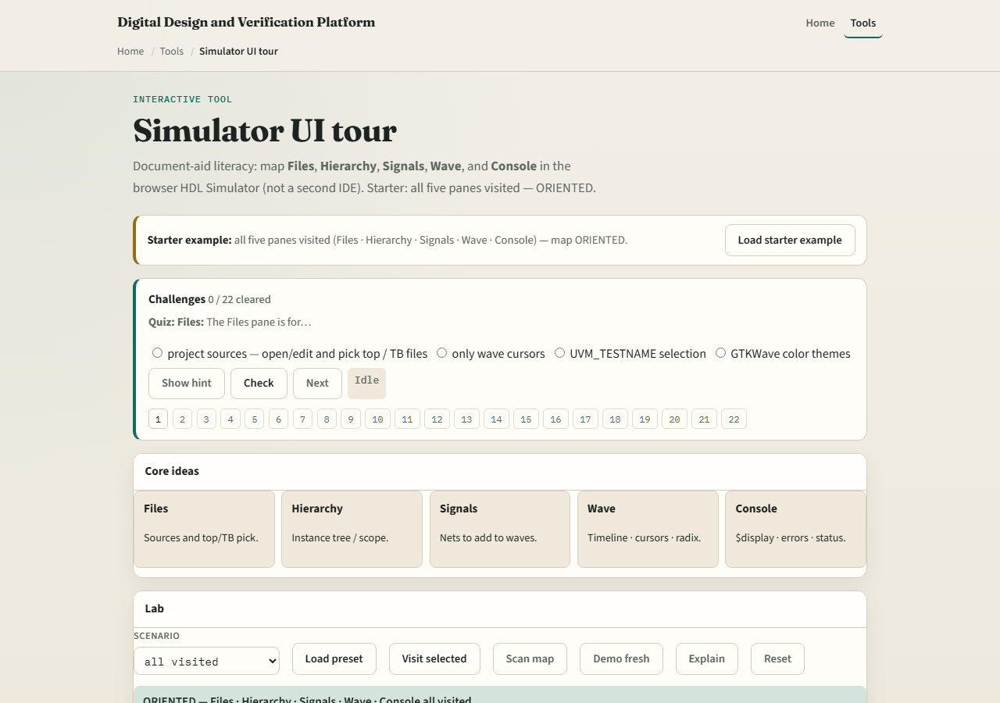 Digital Design and Verification Platform
Home
Tools
Home / Tools / Simulator UI tour
INTERACTIVE TOOL
Simulator UI tour
Document-aid literacy: map Files, Hierarchy, Signals, Wave, and Console in the
browser HDL Simulator (not a second IDE). Starter: all five panes visited — ORIENTED.
Starter example: all five panes visited (Files · Hierarchy · Signals · Wave · Console) — map ORIENTED.
Load starter example
Challenges 0 / 22 cleared
Quiz: Files: The Files pane is for…
project sources — open/edit and pick top / TB files
only wave cursors
UVM_TESTNAME selection
GTKWave color themes
Show hint
Check
Next
Idle
1 2 3 4 5 6 7 8 9 10 11 12 13 14 15 16 17 18 19 20 21 22
Core ideas
Files
Sources and top/TB pick.
Hierarchy
Instance tree / scope.
Signals
Nets to add to waves.
Wave
Timeline · cursors · radix.
Console
$display · errors · status.
Lab
SCENARIO
all visited
Load preset
Visit selected
Scan map
Demo fresh
Explain
Reset
ORIENTED — Files · Hierarchy · Signals · Wave · Console all visited